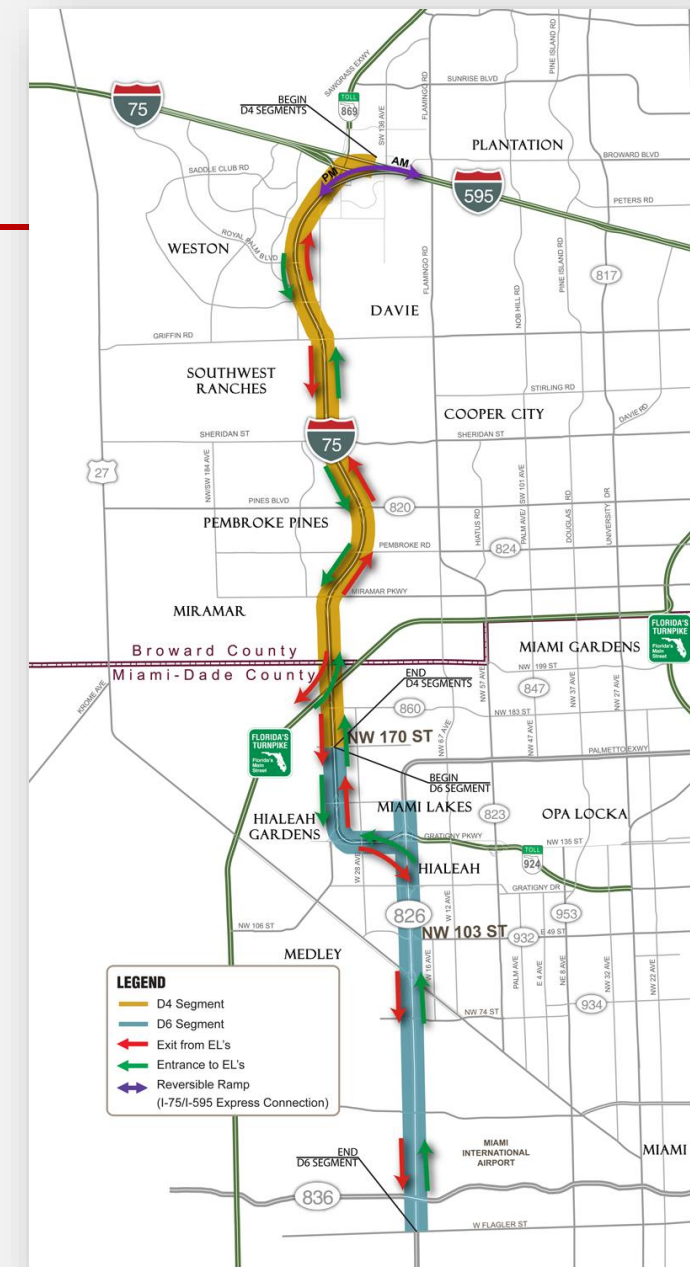 SAWGRASS EXWY
FLAMINGO RD
PINE ISLAND RD
SUNRISE BLVD
75
BEGIN
D4 SEGMENTS
TOLL
869
SW 136 AVE
PLANTATION
BROWARD BLVD
SADDLE CLUB RD
PM
AM
595
PETERS RD
ROYAL PALM BLVD
WESTON
FLAMINGO RD
NOB HILL RD
PINE ISLAND RD
817
DAVIE
GRIFFIN RD
SOUTHWEST
RANCHES
STIRLING RD
COOPER CITY
DAVIE RD
SHERIDAN ST
75
SHERIDAN ST
27
NW/SW 184 AVE
PINES BLVD
820
HIATUS RD
PALM AVE/ SW 101 AVE
DOUGLAS RD
UNIVERSITY DR
PEMBROKE PINES
PEMBROKE RD
824
MIRAMAR PKWY
MIRAMAR
FLORIDA'S
TURNPIKE
Florida's
Main
Street
Broward County
MIAMI GARDENS
Miami-Dade County
END
D4 SEGMENTS
NW 57 AVE
NW 199 ST
847
NW 37 AVE
NW 27 AVE
KROME AVE
860
NW 183 ST
FLORIDA'S
TURNPIKE
Florida's
Main
Street
NW 170 ST
NW 67 AVE
NW 47 AVE
PALMETTO EXWY
BEGIN
D6 SEGMENT
MIAMI LAKES
823
OPA LOCKA
HIALEAH
GARDENS
GRATIGNY PKWY
NW 135 ST
TOLL
924
W 28 AVE
HIALEAH
GRATIGNY DR
826
W 12 AVE
953
NW 106 ST
NW 103 ST
932
E 49 ST
MEDLEY
W 16 AVE
PALM AVE
E 4 AVE
NE 8 AVE
NW 32 AVE
NW 22 AVE
934
NW 74 ST
LEGEND
D4 Segment
D6 Segment
Exit from EL's
Entrance to EL's
Reversible Ramp
(I-75/I-595 Express Connection)
END
D6 SEGMENT
MIAMI
INTERNATIONAL
AIRPORT
MIAMI
836
W FLAGLER ST